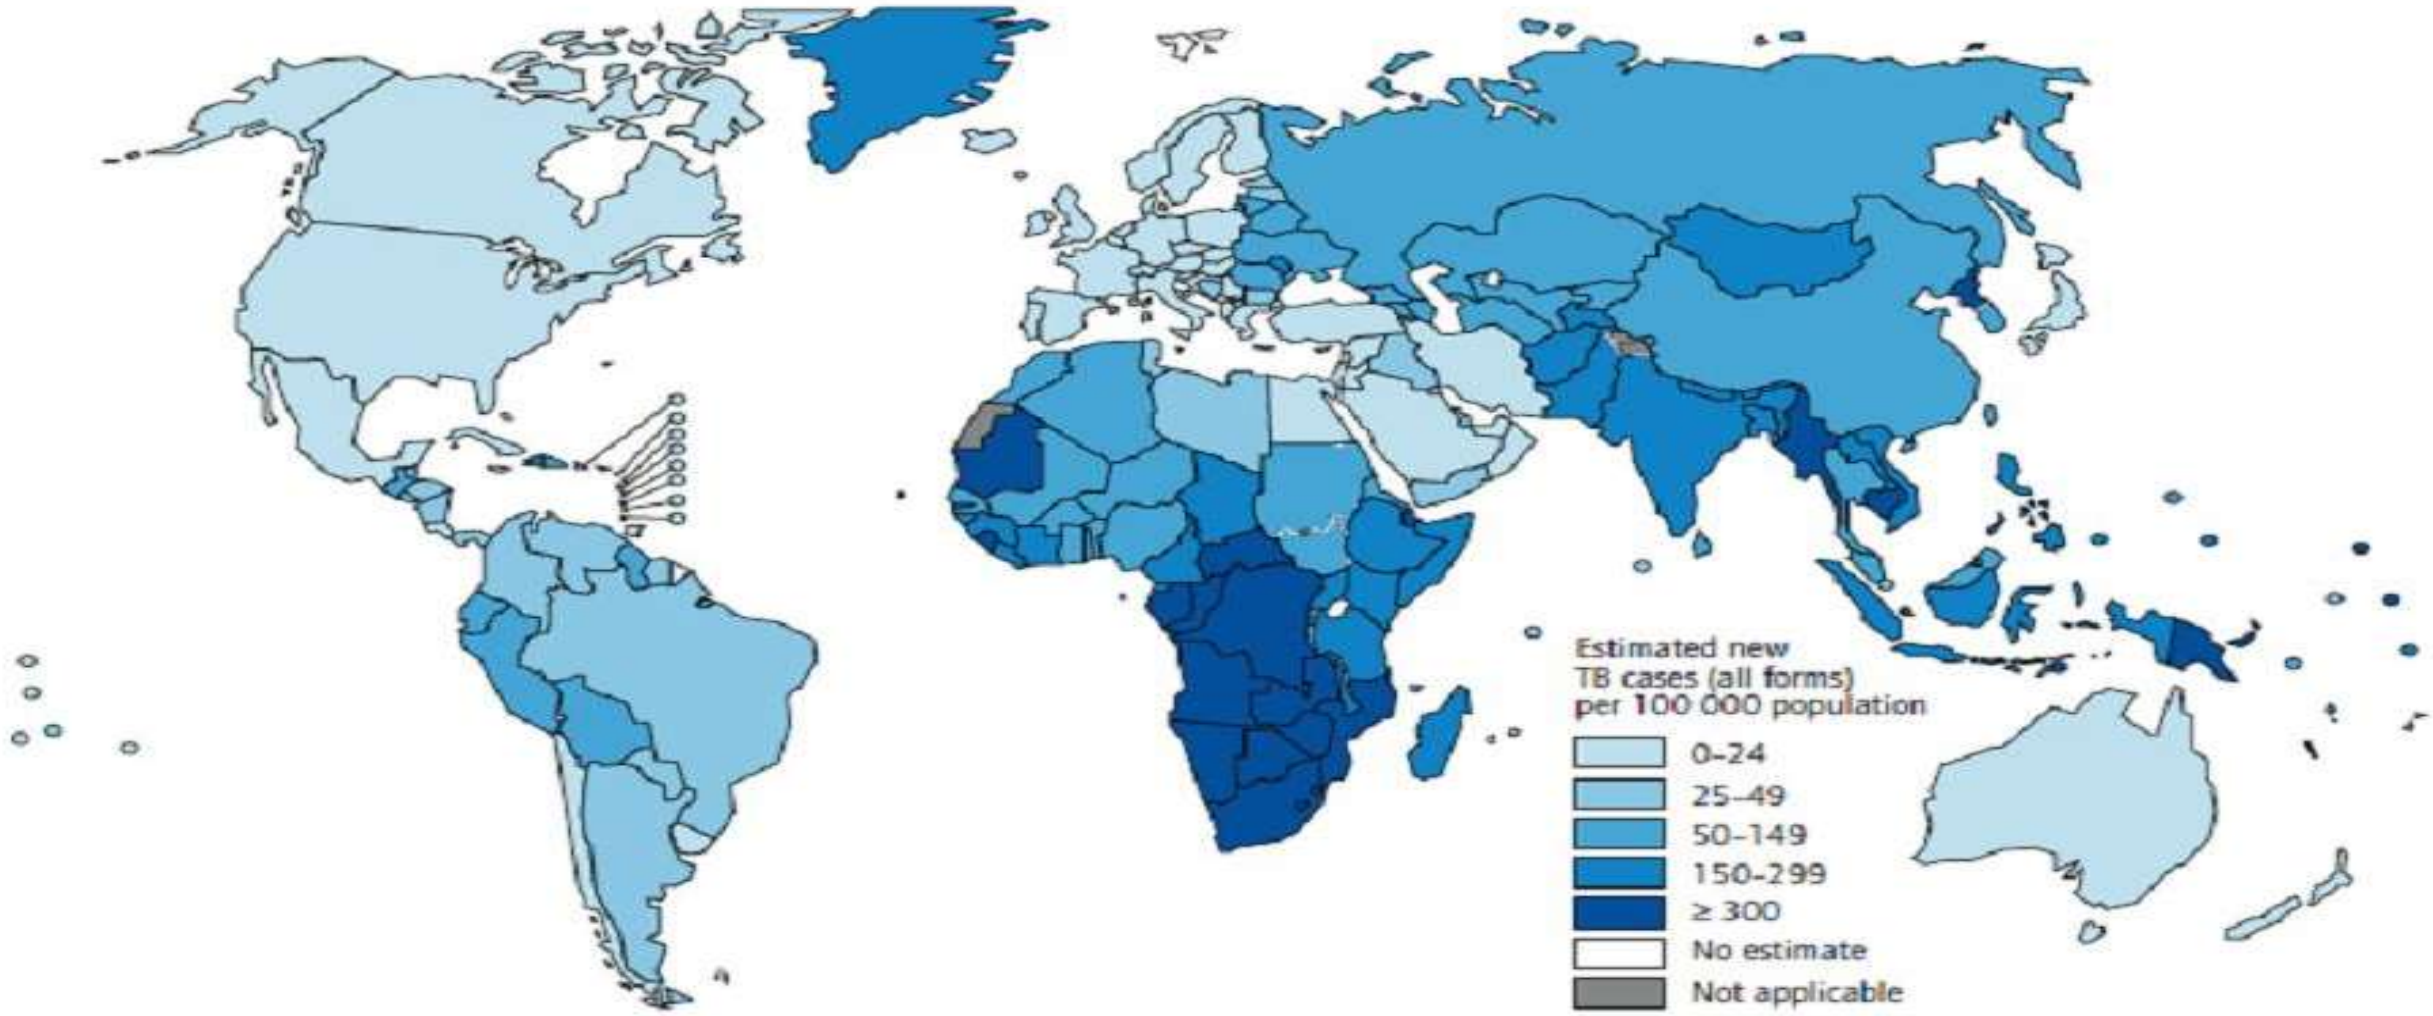 Estimated new
TB cases (all forms)
per 100 000 population
0–24
25–49
50–149
150–299
≥ 300
No estimate
Not applicable